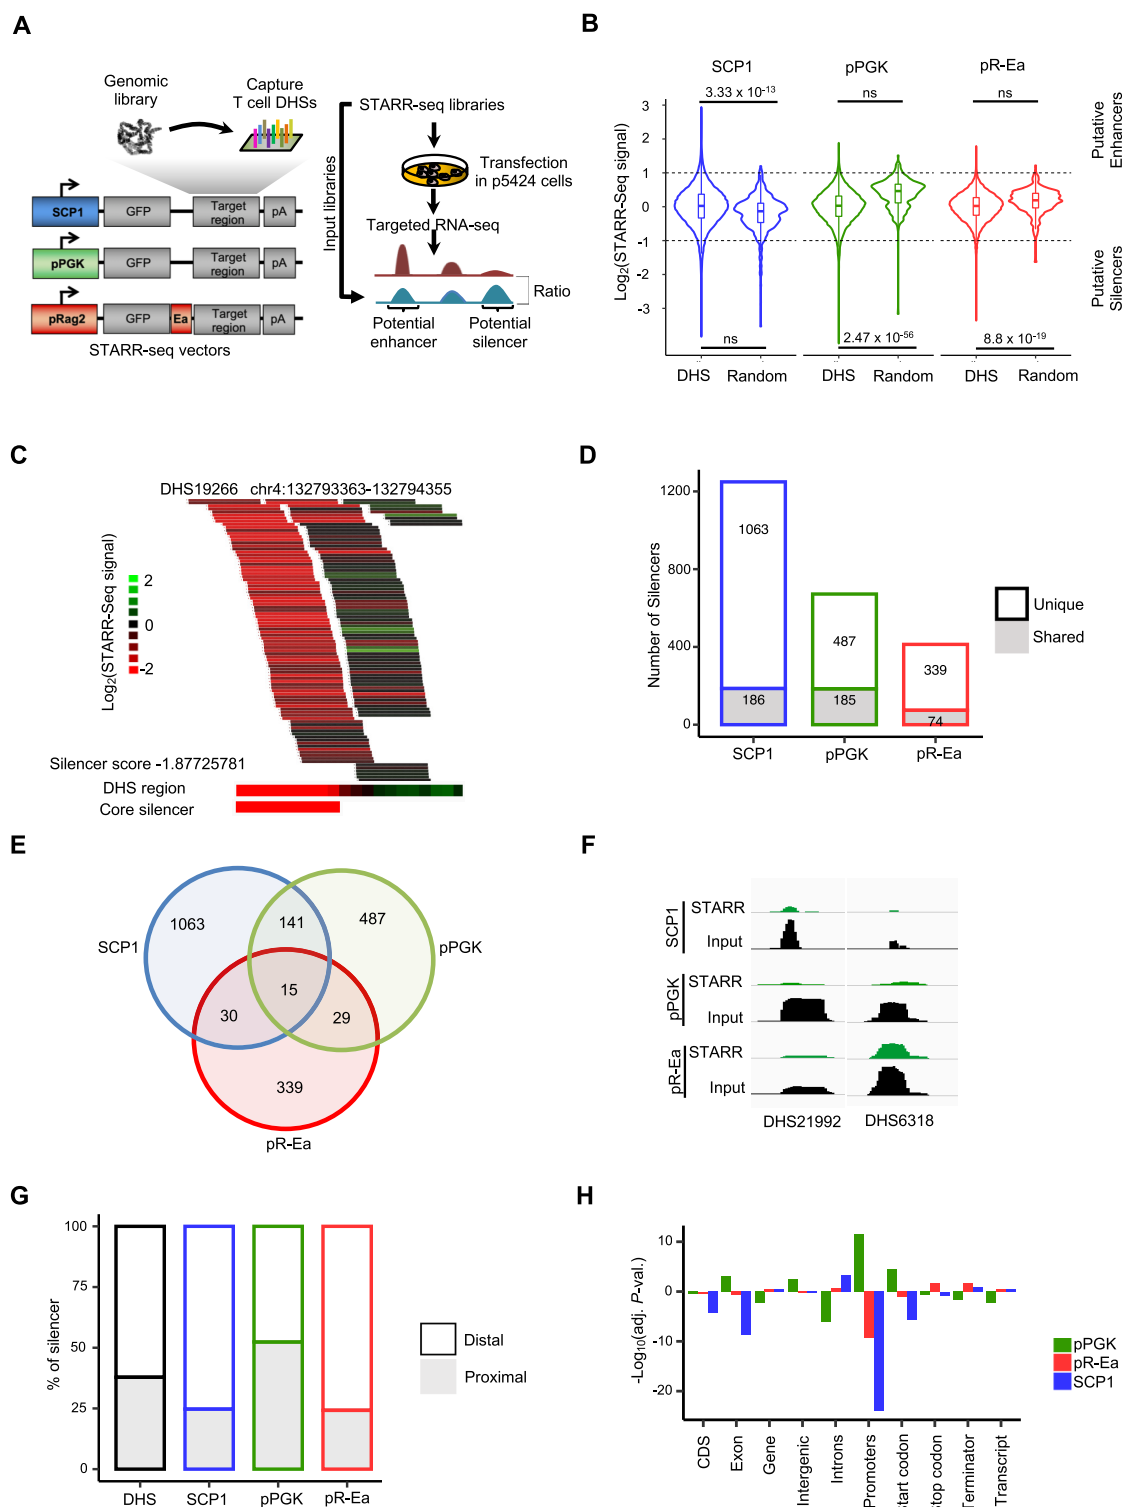 A
Genomic
library
Capture
T cell DHSs
SCP1
GFP
Target
region
pA
pPGK
GFP
Target
region
pA
pRag2
GFP
Ea
Target
region
pA
STARR-seq vectors
Input libraries
STARR-seq libraries
Transfection
in p5424 cells
Targeted RNA-seq
Ratio
Potential
enhancer
Potential
silencer
B
SCP1
pPGK
pR-Ea
3.33 x 10-13
ns
ns
Log2(STARR-Seq signal)
3
2
1
0
-1
-2
-3
Putative
Enhancers
Putative
Silencers
ns
2.47 x 10-56
8.8 x 10-19
DHS
Random
DHS
Random
DHS
Random
C
DHS19266 chr4:132793363-132794355
Log2(STARR-Seq signal)
2
0
-2
Silencer score -1.87725781
DHS region
Core silencer
D
Number of Silencers
1200
800
400
0
1063
186
487
185
339
74
SCP1
pPGK
pR-Ea
Unique
Shared
E
SCP1
pPGK
pR-Ea
1063
141
487
15
30
29
339
F
SCP1
STARR
Input
pPGK
STARR
Input
pR-Ea
STARR
Input
DHS21992
DHS6318
G
% of silencer
100
75
50
25
0
DHS
SCP1
pPGK
pR-Ea
Distal
Proximal
H
-Log10(adj. P-val.)
10
0
-10
-20
CDS
Exon
Gene
Intergenic
Introns
Promoters
Start codon
Stop codon
Terminator
Transcript
pPGK
pR-Ea
SCP1